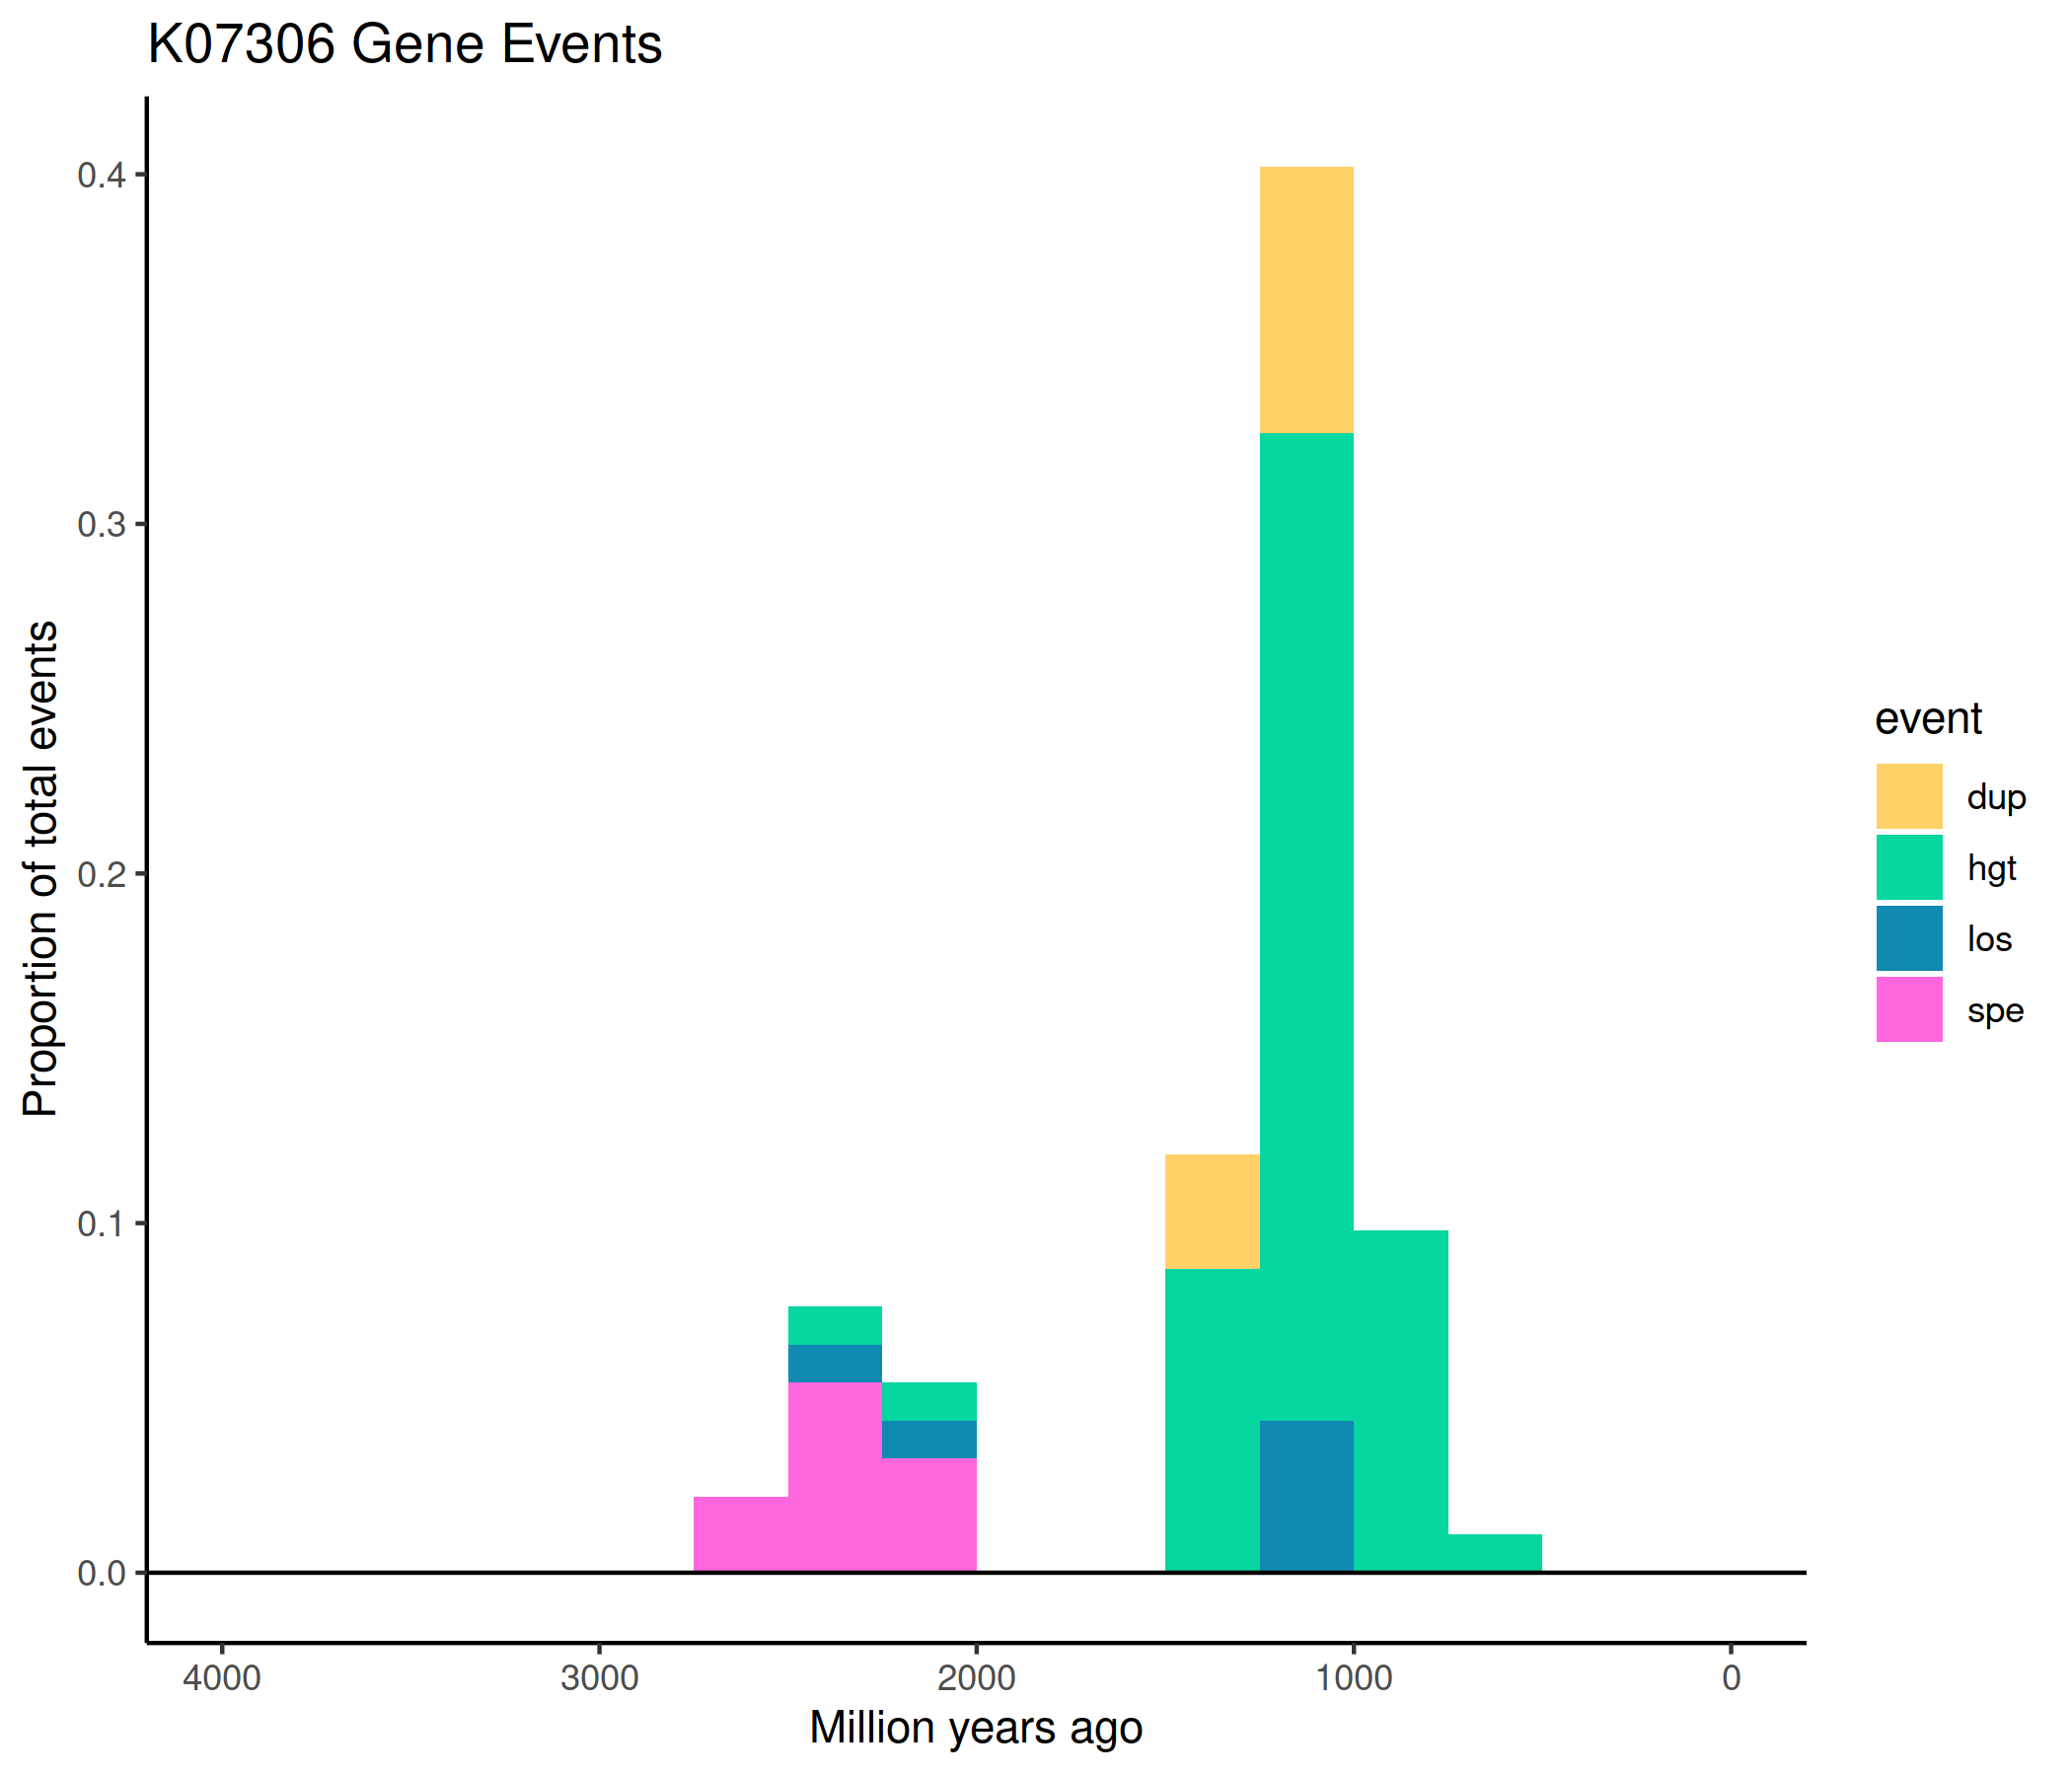 K07306 Gene Events
Proportion of total events
0.4
0.3
0.2
0.1
0.0
4000 3000 2000 1000 0
Million years ago
event
dup
hgt
los
spe